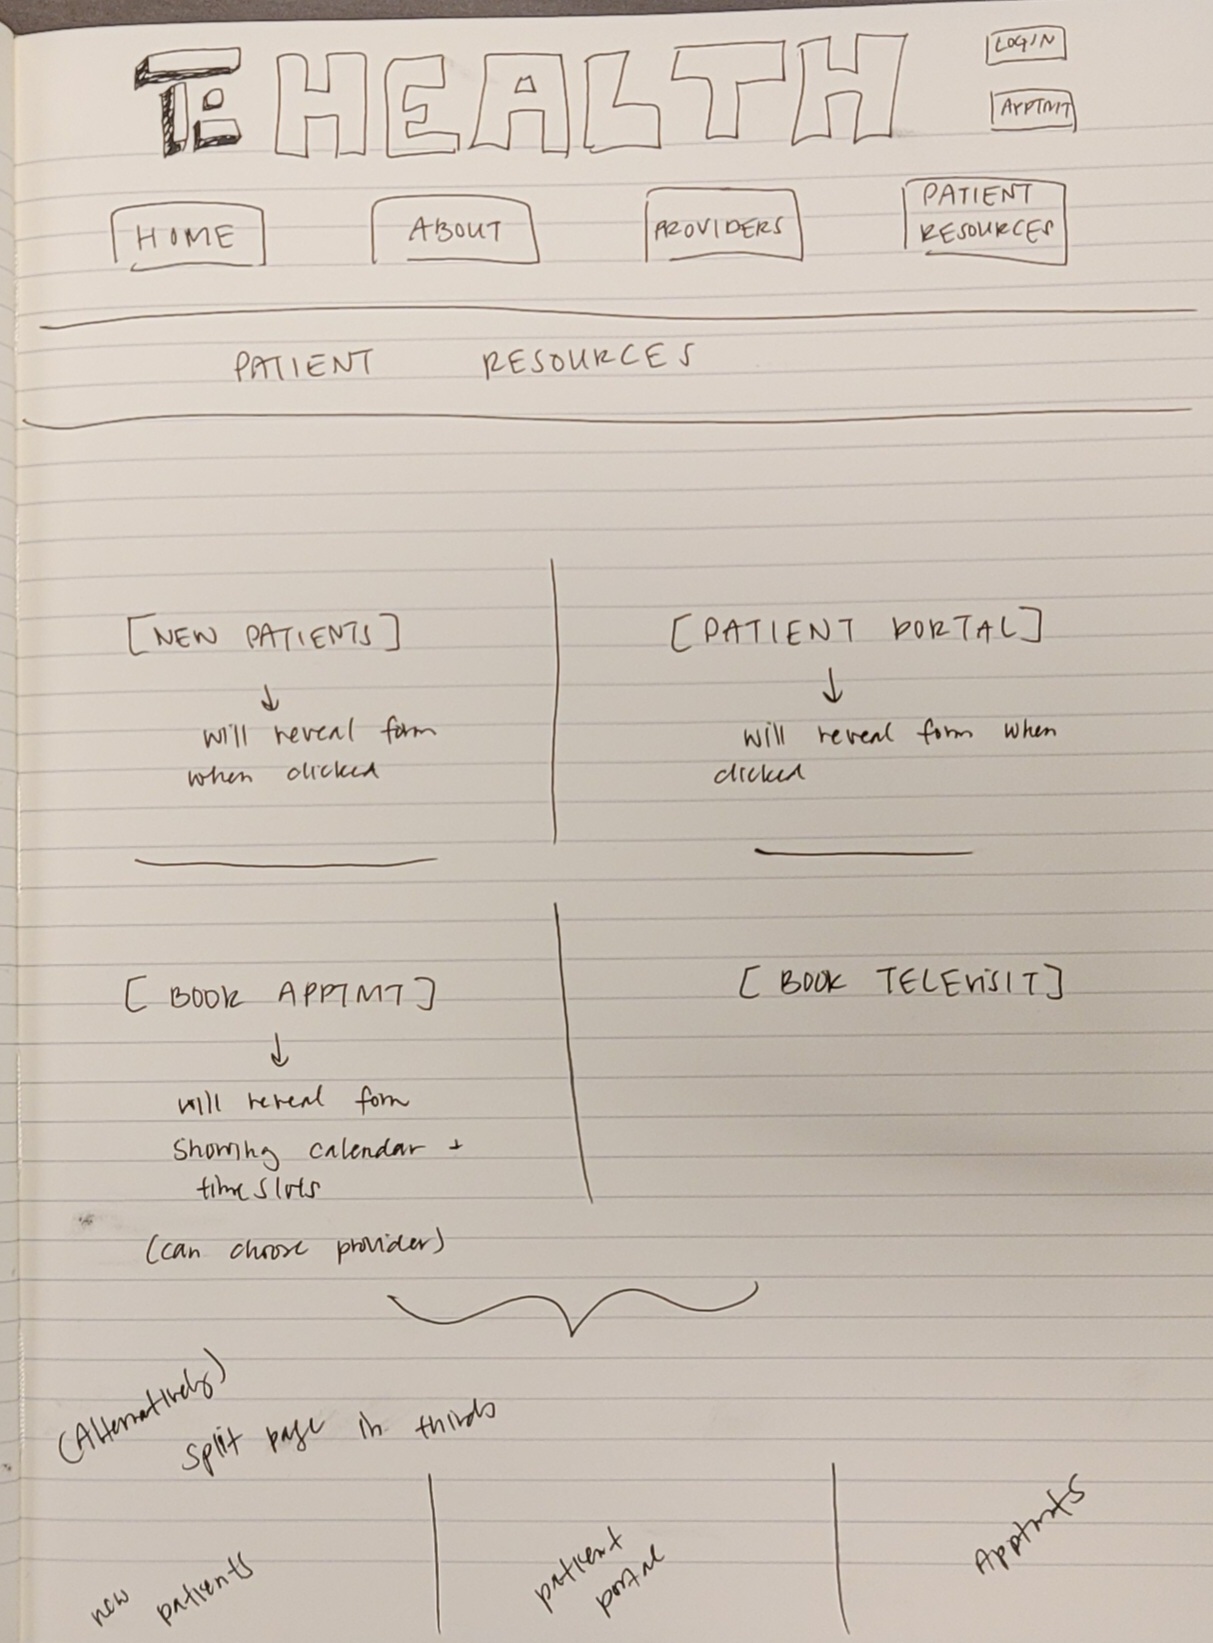 TE HEALTH
LOGIN
APPTMT
HOME
ABOUT
PROVIDERS
PATIENT
RESOURCES
PATIENT RESOURCES
[NEW PATIENTS]
↓
will reveal form
when clicked
[PATIENT PORTAL]
↓
will reveal form when
clicked
[BOOK APPTMT]
↓
will reveal form
showing calendar +
time slots
(can choose provider)
[BOOK TELEVISIT]
(Alternatively)
split page in thirds
new patients
patient
portal
Apptmts